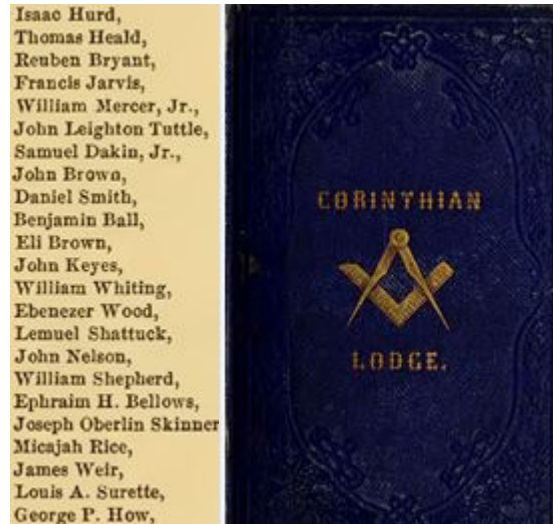 Isaac Hurd,
Thomas Heald,
Reuben Bryant,
Francis Jarvis,
William Mercer, Jr.,
John Leighton Tuttle,
Samuel Dakin, Jr.,
John Brown,
Daniel Smith,
Benjamin Ball,
Eli Brown,
John Keyes,
William Whiting,
Ebenezer Wood,
Lemuel Shattuck,
John Nelson,
William Shepherd,
Ephraim H. Bellows,
Joseph Oberlin Skinner
Micajah Rice,
James Weir,
Louis A. Surette,
George P. How,
CORINTHIAN
LODGE.